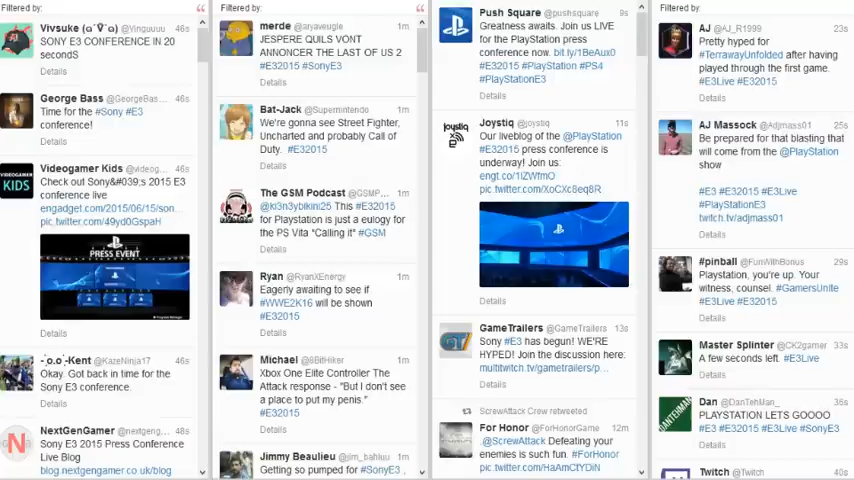 Filtered by:
Vivsuke
@Vinguuuu 46s
SONY E3 CONFERENCE IN 20
secondS
Details
George Bass @GeorgeBas... 46s
Time for the #Sony #E3
conference!
Details
Videogamer Kids @videog... 46s
Check out Sony&#039;s 2015 E3
conference live
engadget.com/2015/06/15/son...
pic.twitter.com/49yd0GspaH
PRESS EVENT
Details
-Kent @KazeNinja17 46s
Okay. Got back in time for the
Sony E3 conference.
Details
NextGenGamer @nextgeng... 48s
Sony E3 2015 Press Conference
Live Blog
blog.nextgengamer.co.uk/blog
Filtered by:
merde @aryaveugle 1m
JESPERE QUILS VONT
ANNONCER THE LAST OF US 2
#E32015 #SonyE3
Details
Bat-Jack @Supernintendo 1m
We're gonna see Street Fighter,
Uncharted and probably Call of
Duty. #E32015
Details
The GSM Podcast @GSMP... 1m
@ki3n3ybikini25 This #E32015
for Playstation is just a eulogy for
the PS Vita "Calling it" #GSM
Details
Ryan @RyanXEnergy 1m
Eagerly awaiting to see if
#WWE2K16 will be shown
#E32015
Details
Michael @8BitHiker 1m
Xbox One Elite Controller The
Attack response - "But I don't see
a place to put my penis."
#E32015
Details
Jimmy Beaulieu @jim_bahluu 1m
Getting so pumped for #SonyE3 ,
Push Square @pushsquare 9s
Greatness awaits. Join us LIVE
for the PlayStation press
conference now. bit.ly/1BeAux0
#E32015 #PlayStation #PS4
#PlayStationE3
Details
Joystiq @joystiq 11s
Our liveblog of the @PlayStation
#E32015 press conference is
underway! Join us:
engt.co/1IZWfmO
pic.twitter.com/XoCXc8eq8R
Details
GameTrailers @GameTrailers 13s
Sony #E3 has begun! WE'RE
HYPED! Join the discussion here:
multitwitch.tv/gametrailers/p...
Details
ScrewAttack Crew retweeted
For Honor @ForHonorGame 12m
.@ScrewAttack Defeating your
enemies is such fun. #ForHonor
pic.twitter.com/HaAmCfYDiN
Filtered by:
AJ @AJ_R1999 23s
Pretty hyped for
#TerrawayUnfolded after having
played through the first game.
#E3Live #E32015
Details
AJ Massock @Adjmass01 25s
Be prepared for that blasting that
will come from the @PlayStation
show
#E3 #E32015 #E3Live
#PlayStationE3
twitch.tv/adjmass01
Details
#pinball @FunWithBonus 29s
Playstation, you're up. Your
witness, counsel. #GamersUnite
#E3Live #E32015
Details
Master Splinter @CK2gamer 33s
A few seconds left. #E3Live
Details
Dan @DanTehMan_ 36s
PLAYSTATION LETS GOOOO
#E3 #E32015 #E3Live #SonyE3
Details
Twitch @Twitch 40s
VIDEOGAMER
KIDS
joystiq
N
DANTEHMAN